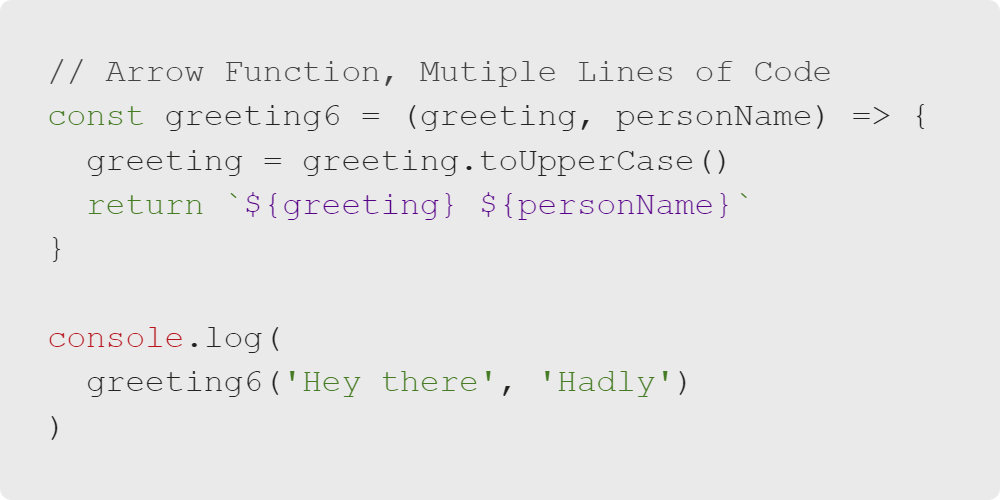 // Arrow Function, Mutiple Lines of Code
const greeting6 = (greeting, personName) => {
  greeting = greeting.toUpperCase()
  return `${greeting} ${personName}`
}

console.log(
  greeting6('Hey there', 'Hadly')
)